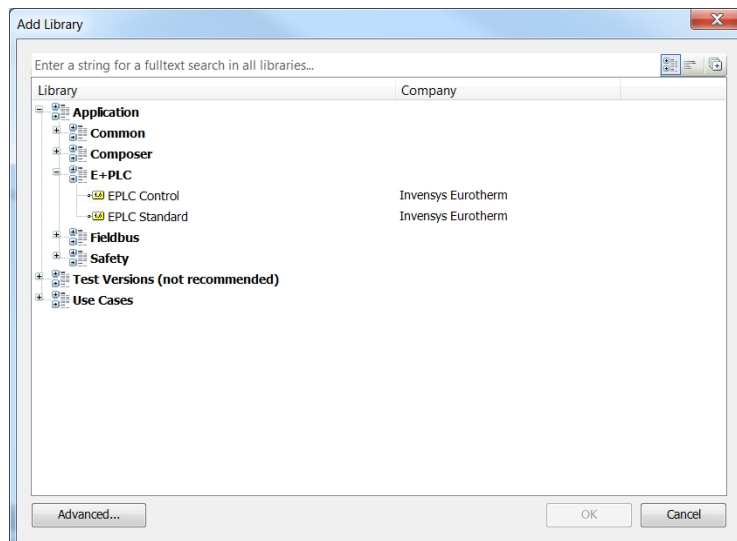 Add Library
Enter a string for a fulltext search in all libraries...
Library Company
Application
Common
Composer
E+PLC
EPLC Control Invensys Eurotherm
EPLC Standard Invensys Eurotherm
Fieldbus
Safety
Test Versions (not recommended)
Use Cases
Advanced... OK Cancel